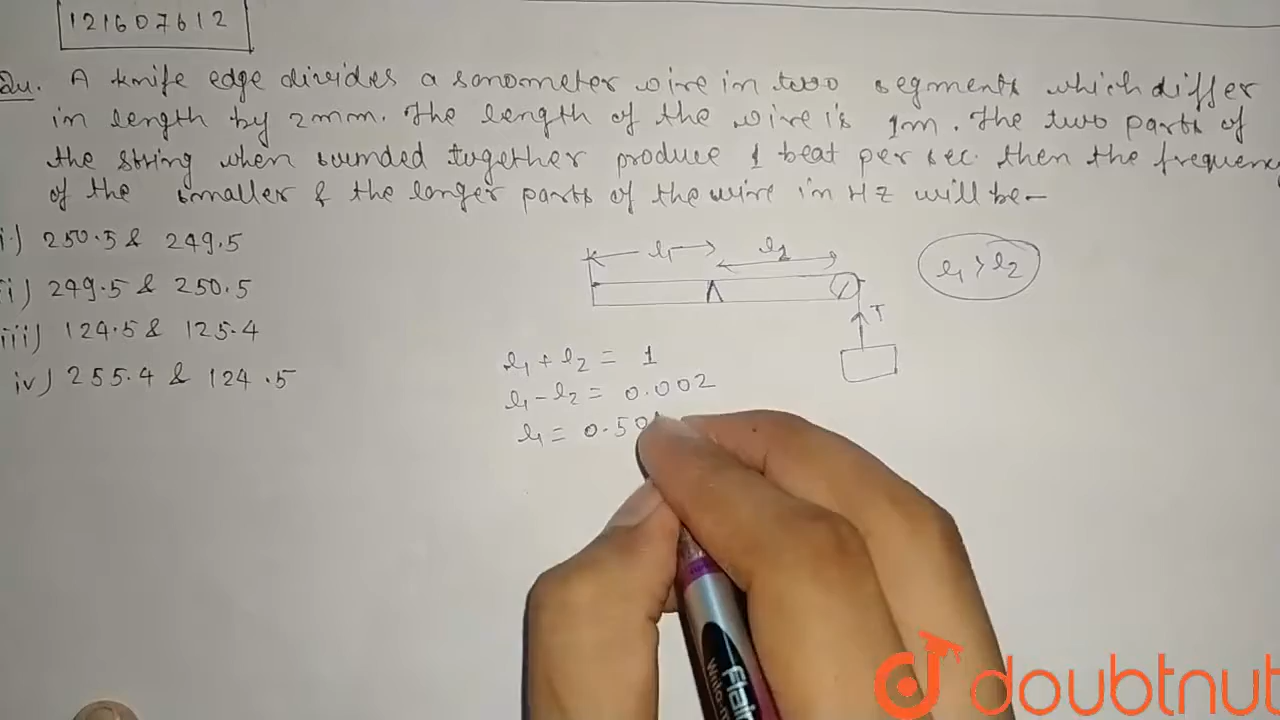 121607612
Qu. A knife edge divides a sonometer wire in two segments which differ
in length by 2mm. The length of the wire is 1m. The two parts of
the string when sounded together produce 1 beat per sec. then the frequency
of the smaller & the longer parts of the wire in HZ will be—
i) 250.5 & 249.5
ii) 249.5 & 250.5
iii) 124.5 & 125.4
iv) 255.4 & 124.5
l₁ l₂
l₁ > l₂
T
l₁ + l₂ = 1
l₁ - l₂ = 0.002
l₁ = 0.50
Flair
doubtnut